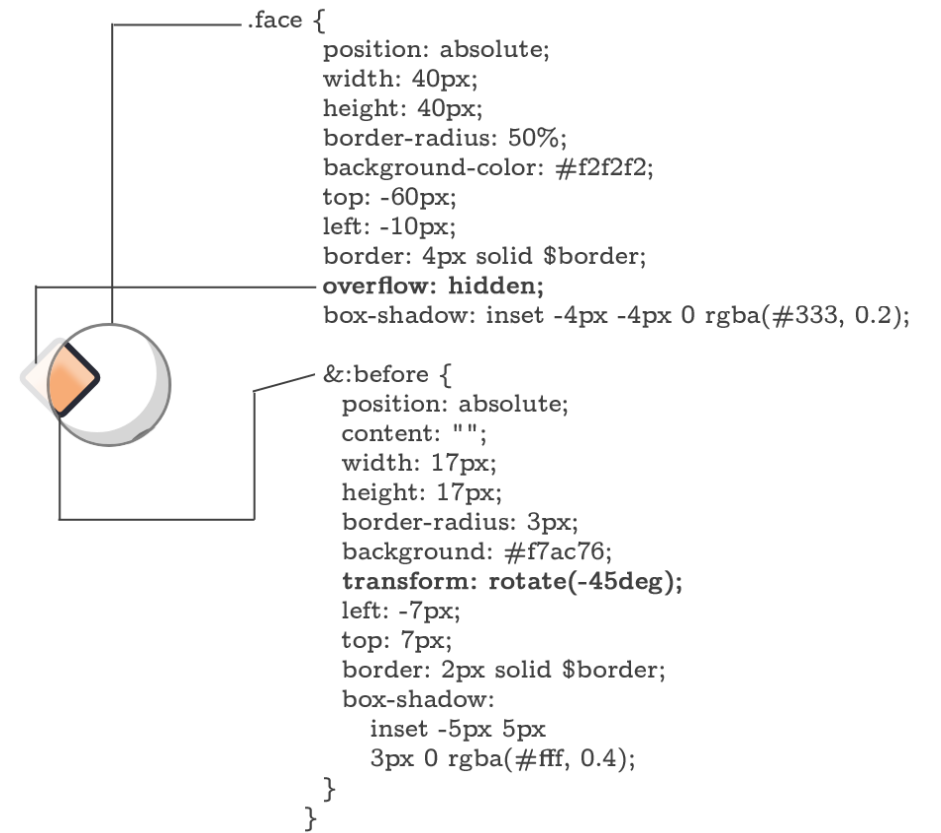 .face {
position: absolute;
width: 40px;
height: 40px;
border-radius: 50%;
background-color: #f2f2f2;
top: -60px;
left: -10px;
border: 4px solid $border;
overflow: hidden;
box-shadow: inset -4px -4px 0 rgba(#333, 0.2);
&:before {
position: absolute;
content: "";
width: 17px;
height: 17px;
border-radius: 3px;
background: #f7ac76;
transform: rotate(-45deg);
left: -7px;
top: 7px;
border: 2px solid $border;
box-shadow:
inset -5px 5px
3px 0 rgba(#fff, 0.4);
}
}